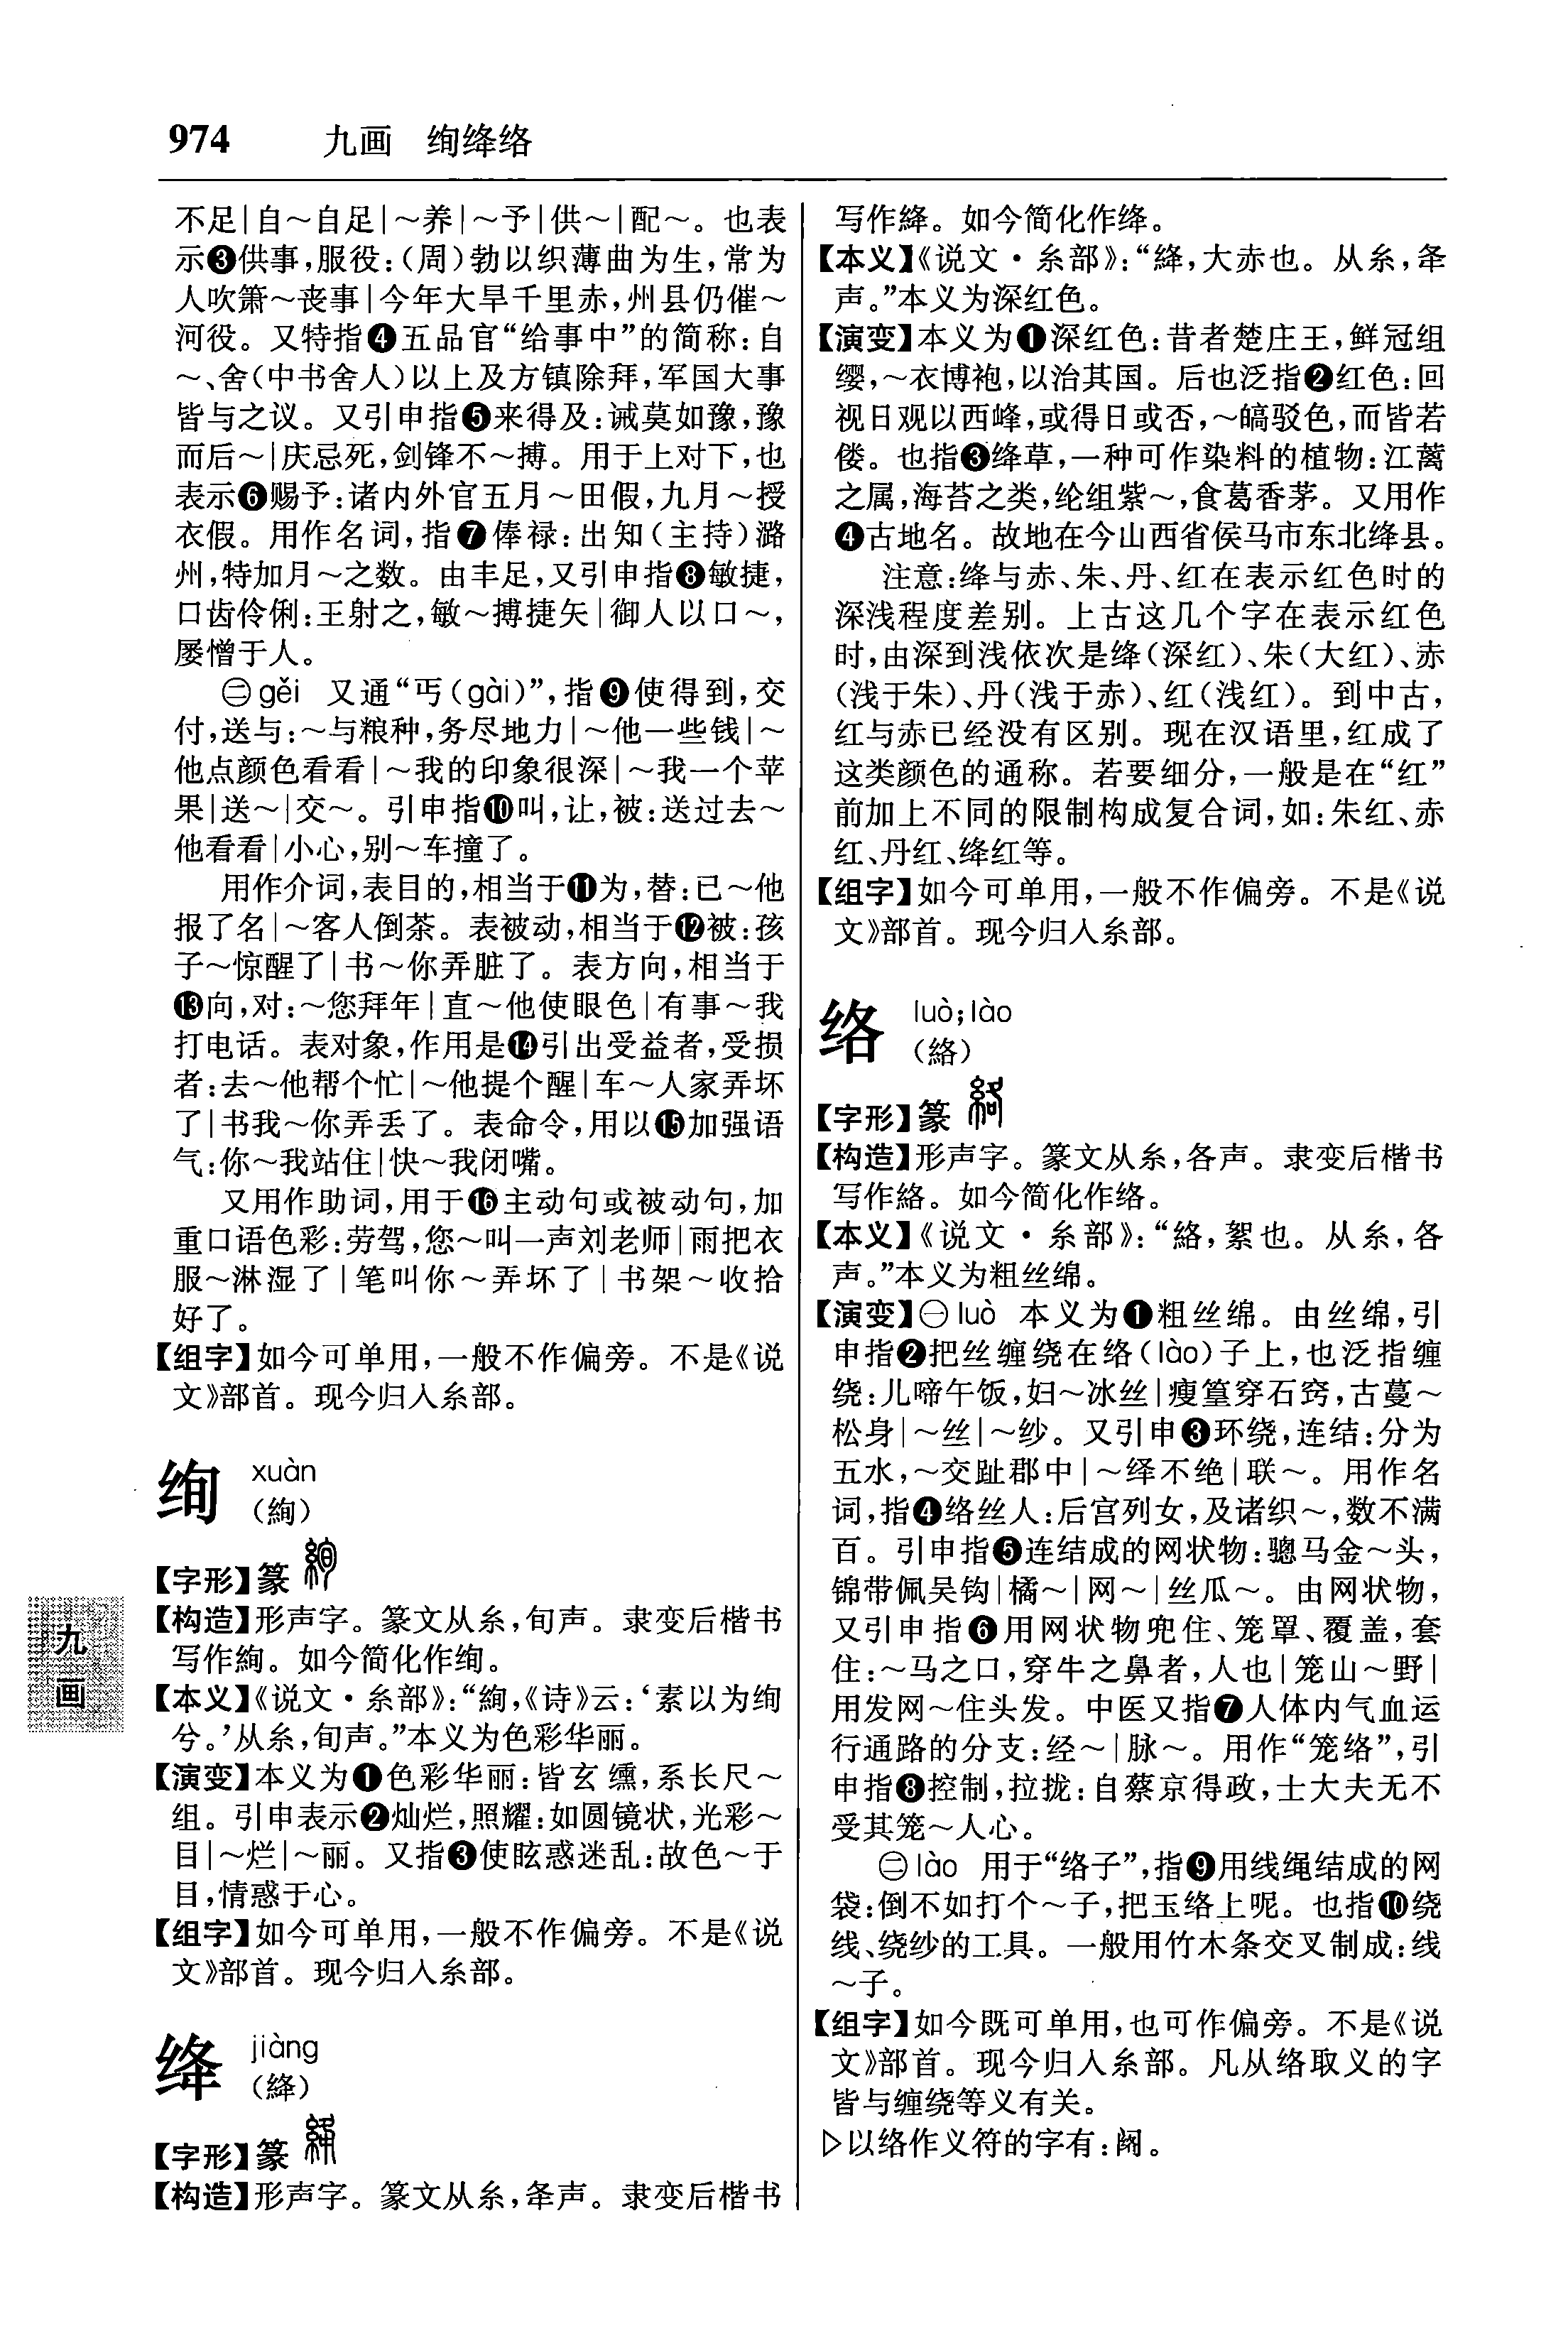 974 九画 绚绛络
不足|自～自足|～养|～予|供～|配～。也表
示❸供事,服役:(周)勃以织薄曲为生,常为
人吹箫～丧事|今年大旱千里赤,州县仍催～
河役。又特指❹五品官“给事中”的简称:自
～、舍(中书舍人)以上及方镇除拜,军国大事
皆与之议。又引申指❺来得及:诫莫如豫,豫
而后～|庆忌死,剑锋不～搏。用于上对下,也
表示❻赐予:诸内外官五月～田假,九月～授
衣假。用作名词,指❼俸禄:出知(主持)潞
州,特加月～之数。由丰足,又引申指❽敏捷,
口齿伶俐:王射之,敏～搏捷矢|御人以口～,
屡憎于人。
㊁gěi 又通“丐(gài)”,指❾使得到,交
付,送与:～与粮种,务尽地力|～他一些钱|～
他点颜色看看|～我的印象很深|～我一个苹
果|送～|交～。引申指❿叫,让,被:送过去～
他看看|小心,别～车撞了。
用作介词,表目的,相当于⓫为,替:已～他
报了名|～客人倒茶。表被动,相当于⓬被:孩
子～惊醒了|书～你弄脏了。表方向,相当于
⓭向,对:～您拜年|直～他使眼色|有事～我
打电话。表对象,作用是⓮引出受益者,受损
者:去～他帮个忙|～他提个醒|车～人家弄坏
了|书我～你弄丢了。表命令,用以⓯加强语
气:你～我站住|快～我闭嘴。
又用作助词,用于⓰主动句或被动句,加
重口语色彩:劳驾,您～叫一声刘老师|雨把衣
服～淋湿了|笔叫你～弄坏了|书架～收拾
好了。
【组字】如今可单用,一般不作偏旁。不是《说
文》部首。现今归入糸部。
绚 xuàn
(絢)
【字形】篆
【构造】形声字。篆文从糸,旬声。隶变后楷书
写作絢。如今简化作绚。
【本义】《说文·糸部》:“絢,《诗》云:‘素以为绚
兮。’从糸,旬声。”本义为色彩华丽。
【演变】本义为❶色彩华丽:皆玄纁,系长尺～
组。引申表示❷灿烂,照耀:如圆镜状,光彩～
目|～烂|～丽。又指❸使眩惑迷乱:故色～于
目,情惑于心。
【组字】如今可单用,一般不作偏旁。不是《说
文》部首。现今归入糸部。
绛 jiàng
(絳)
【字形】篆
【构造】形声字。篆文从糸,夅声。隶变后楷书
九
画
写作絳。如今简化作绛。
【本义】《说文·糸部》:“絳,大赤也。从糸,夅
声。”本义为深红色。
【演变】本义为❶深红色:昔者楚庄王,鲜冠组
缨,～衣博袍,以治其国。后也泛指❷红色:回
视日观以西峰,或得日或否,～皜驳色,而皆若
偻。也指❸绛草,一种可作染料的植物:江蓠
之属,海苔之类,纶组紫～,食葛香茅。又用作
❹古地名。故地在今山西省侯马市东北绛县。
注意:绛与赤、朱、丹、红在表示红色时的
深浅程度差别。上古这几个字在表示红色
时,由深到浅依次是绛(深红)、朱(大红)、赤
(浅于朱)、丹(浅于赤)、红(浅红)。到中古,
红与赤已经没有区别。现在汉语里,红成了
这类颜色的通称。若要细分,一般是在“红”
前加上不同的限制构成复合词,如:朱红、赤
红、丹红、绛红等。
【组字】如今可单用,一般不作偏旁。不是《说
文》部首。现今归入糸部。
络 luò;lào
(絡)
【字形】篆
【构造】形声字。篆文从糸,各声。隶变后楷书
写作絡。如今简化作络。
【本义】《说文·糸部》:“絡,絮也。从糸,各
声。”本义为粗丝绵。
【演变】㊀luò 本义为❶粗丝绵。由丝绵,引
申指❷把丝缠绕在络(lào)子上,也泛指缠
绕:儿啼午饭,妇～冰丝|瘦篁穿石窍,古蔓～
松身|～丝|～纱。又引申❸环绕,连结:分为
五水,～交趾郡中|～绎不绝|联～。用作名
词,指❹络丝人:后宫列女,及诸织～,数不满
百。引申指❺连结成的网状物:骢马金～头,
锦带佩吴钩|橘～|网～|丝瓜～。由网状物,
又引申指❻用网状物兜住、笼罩、覆盖,套
住:～马之口,穿牛之鼻者,人也|笼山～野|
用发网～住头发。中医又指❼人体内气血运
行通路的分支:经～|脉～。用作“笼络”,引
申指❽控制,拉拢:自蔡京得政,士大夫无不
受其笼～人心。
㊁lào 用于“络子”,指❾用线绳结成的网
袋:倒不如打个～子,把玉络上呢。也指❿绕
线、绕纱的工具。一般用竹木条交叉制成:线
～子。
【组字】如今既可单用,也可作偏旁。不是《说
文》部首。现今归入糸部。凡从络取义的字
皆与缠绕等义有关。
▷以络作义符的字有:阏。